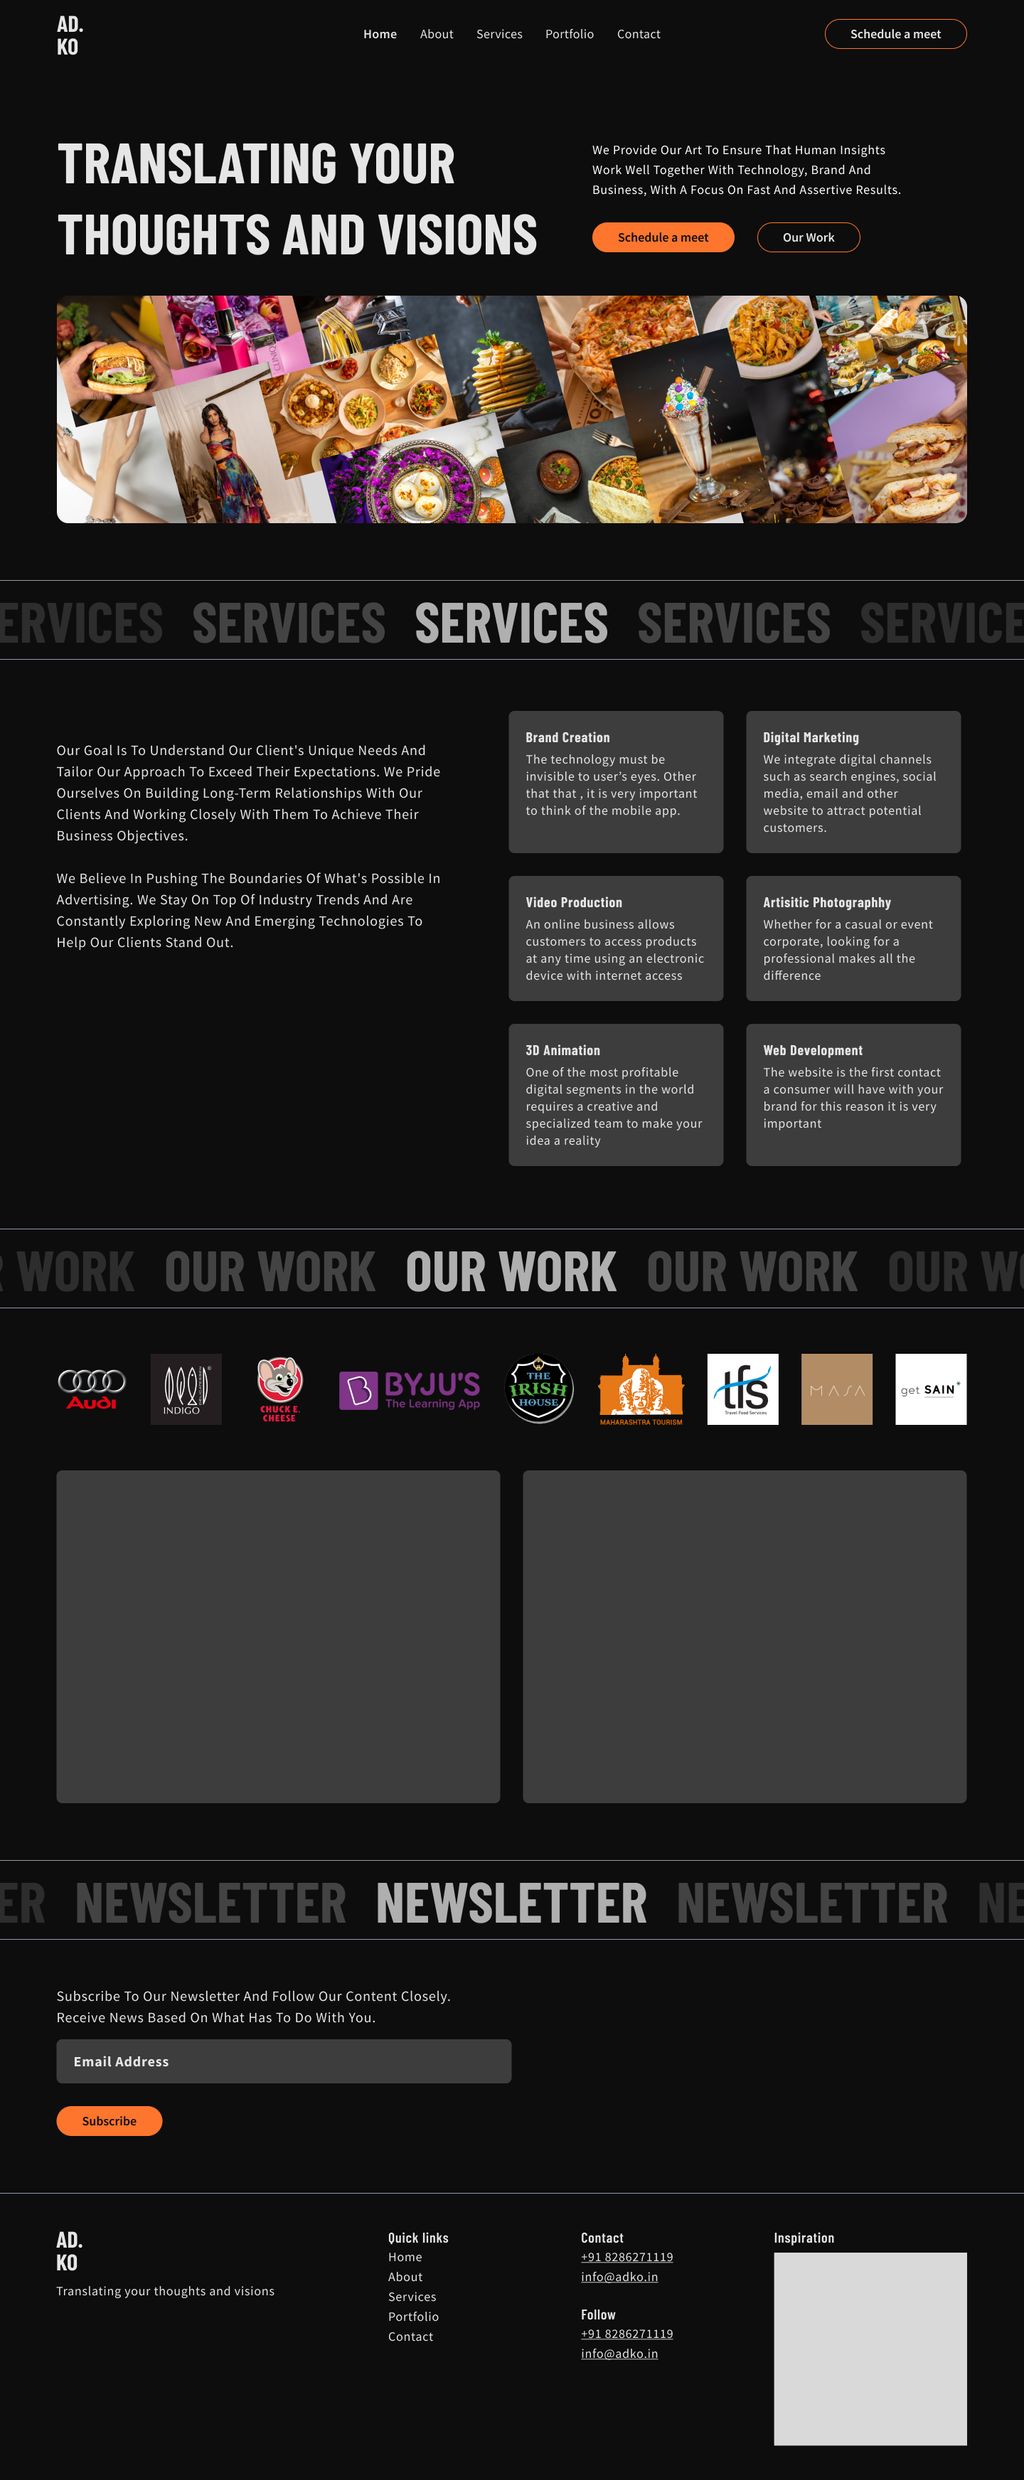 AD.
KO
Home About Services Portfolio Contact
Schedule a meet
TRANSLATING YOUR
THOUGHTS AND VISIONS
We Provide Our Art To Ensure That Human Insights
Work Well Together With Technology, Brand And
Business, With A Focus On Fast And Assertive Results.
Schedule a meet Our Work
ERVICES SERVICES SERVICES SERVICES SERVICE
Our Goal Is To Understand Our Client's Unique Needs And
Tailor Our Approach To Exceed Their Expectations. We Pride
Ourselves On Building Long-Term Relationships With Our
Clients And Working Closely With Them To Achieve Their
Business Objectives.
We Believe In Pushing The Boundaries Of What's Possible In
Advertising. We Stay On Top Of Industry Trends And Are
Constantly Exploring New And Emerging Technologies To
Help Our Clients Stand Out.
Brand Creation
The technology must be
invisible to user’s eyes. Other
that that , it is very important
to think of the mobile app.
Digital Marketing
We integrate digital channels
such as search engines, social
media, email and other
website to attract potential
customers.
Video Production
An online business allows
customers to access products
at any time using an electronic
device with internet access
Artisitic Photographhy
Whether for a casual or event
corporate, looking for a
professional makes all the
difference
3D Animation
One of the most profitable
digital segments in the world
requires a creative and
specialized team to make your
idea a reality
Web Development
The website is the first contact
a consumer will have with your
brand for this reason it is very
important
R WORK OUR WORK OUR WORK OUR WORK OUR WO
Audi
INDIGO
CHUCK E.
CHEESE
BYJU'S
The Learning App
THE
IRISH
HOUSE
MAHARASHTRA TOURISM
tfs
Travel Food Services
MASA
get SAIN
ER NEWSLETTER NEWSLETTER NEWSLETTER NE
Subscribe To Our Newsletter And Follow Our Content Closely.
Receive News Based On What Has To Do With You.
Email Address
Subscribe
AD.
KO
Translating your thoughts and visions
Quick links
Home
About
Services
Portfolio
Contact
Contact
+91 8286271119
info@adko.in
Follow
+91 8286271119
info@adko.in
Inspiration